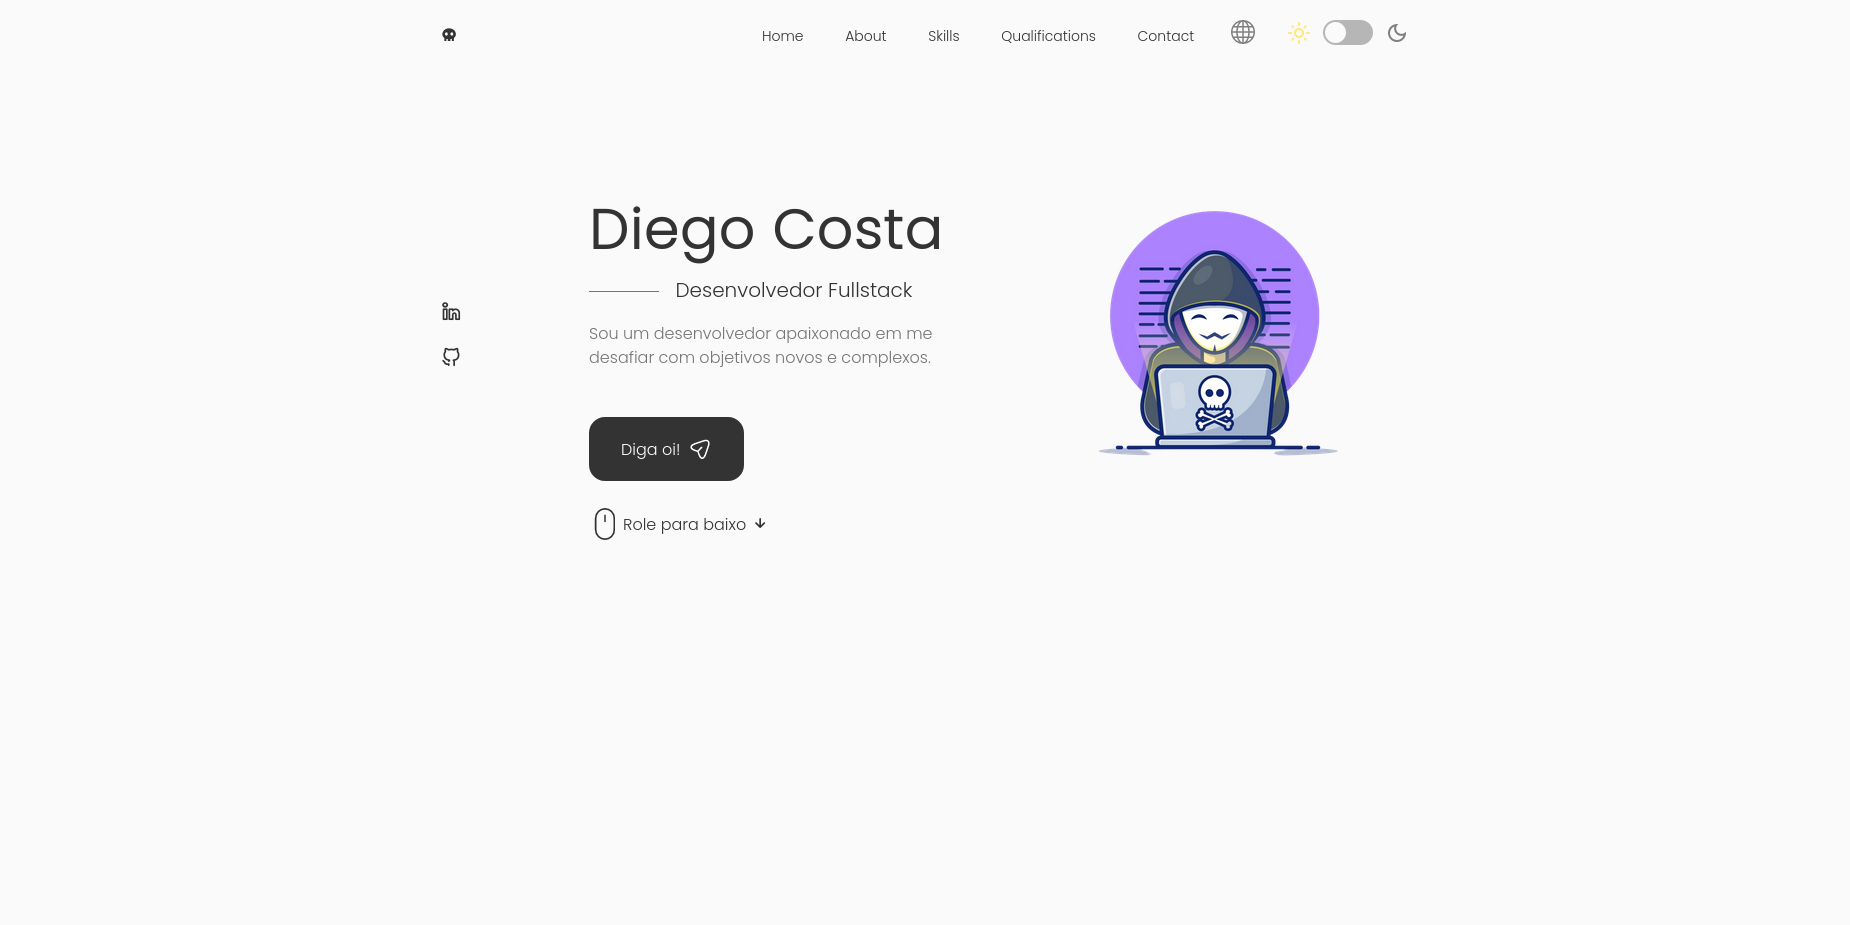 Home About Skills Qualifications Contact
Diego Costa
Desenvolvedor Fullstack
Sou um desenvolvedor apaixonado em me
desafiar com objetivos novos e complexos.
Diga oi!
Role para baixo